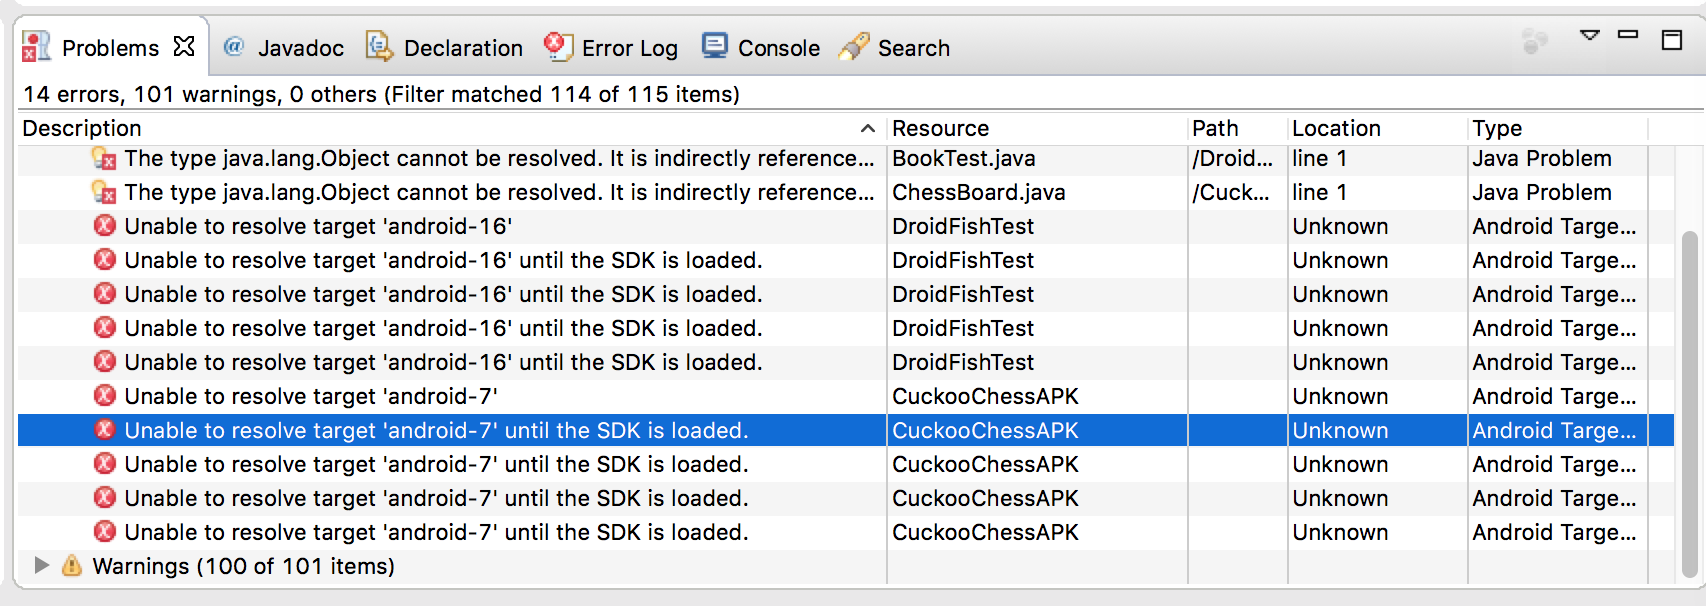 Problems Javadoc Declaration Error Log Console Search
14 errors, 101 warnings, 0 others (Filter matched 114 of 115 items)
Description Resource Path Location Type
The type java.lang.Object cannot be resolved. It is indirectly reference... BookTest.java /Droid... line 1 Java Problem
The type java.lang.Object cannot be resolved. It is indirectly reference... ChessBoard.java /Cuck... line 1 Java Problem
Unable to resolve target 'android-16' DroidFishTest Unknown Android Targe...
Unable to resolve target 'android-16' until the SDK is loaded. DroidFishTest Unknown Android Targe...
Unable to resolve target 'android-16' until the SDK is loaded. DroidFishTest Unknown Android Targe...
Unable to resolve target 'android-16' until the SDK is loaded. DroidFishTest Unknown Android Targe...
Unable to resolve target 'android-16' until the SDK is loaded. DroidFishTest Unknown Android Targe...
Unable to resolve target 'android-7' CuckooChessAPK Unknown Android Targe...
Unable to resolve target 'android-7' until the SDK is loaded. CuckooChessAPK Unknown Android Targe...
Unable to resolve target 'android-7' until the SDK is loaded. CuckooChessAPK Unknown Android Targe...
Unable to resolve target 'android-7' until the SDK is loaded. CuckooChessAPK Unknown Android Targe...
Unable to resolve target 'android-7' until the SDK is loaded. CuckooChessAPK Unknown Android Targe...
Warnings (100 of 101 items)